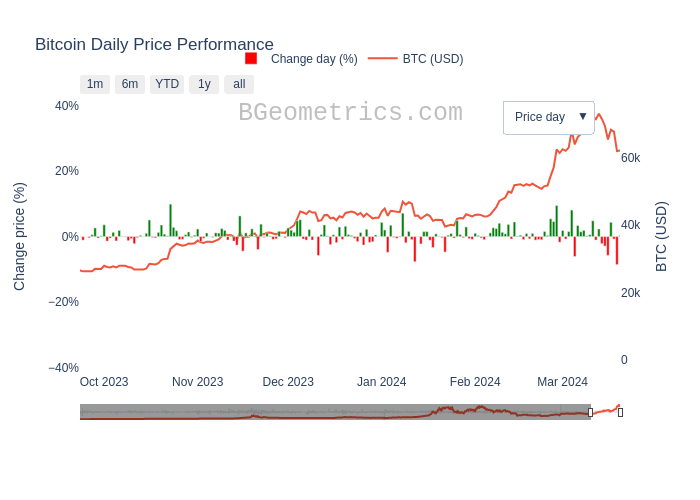 Bitcoin Daily Price Performance
Change day (%)
BTC (USD)
1m
6m
YTD
1y
all
BGeometrics.com
Price day ▼
40%
20%
0%
−20%
−40%
Change price (%)
60k
40k
20k
0
BTC (USD)
Oct 2023
Nov 2023
Dec 2023
Jan 2024
Feb 2024
Mar 2024